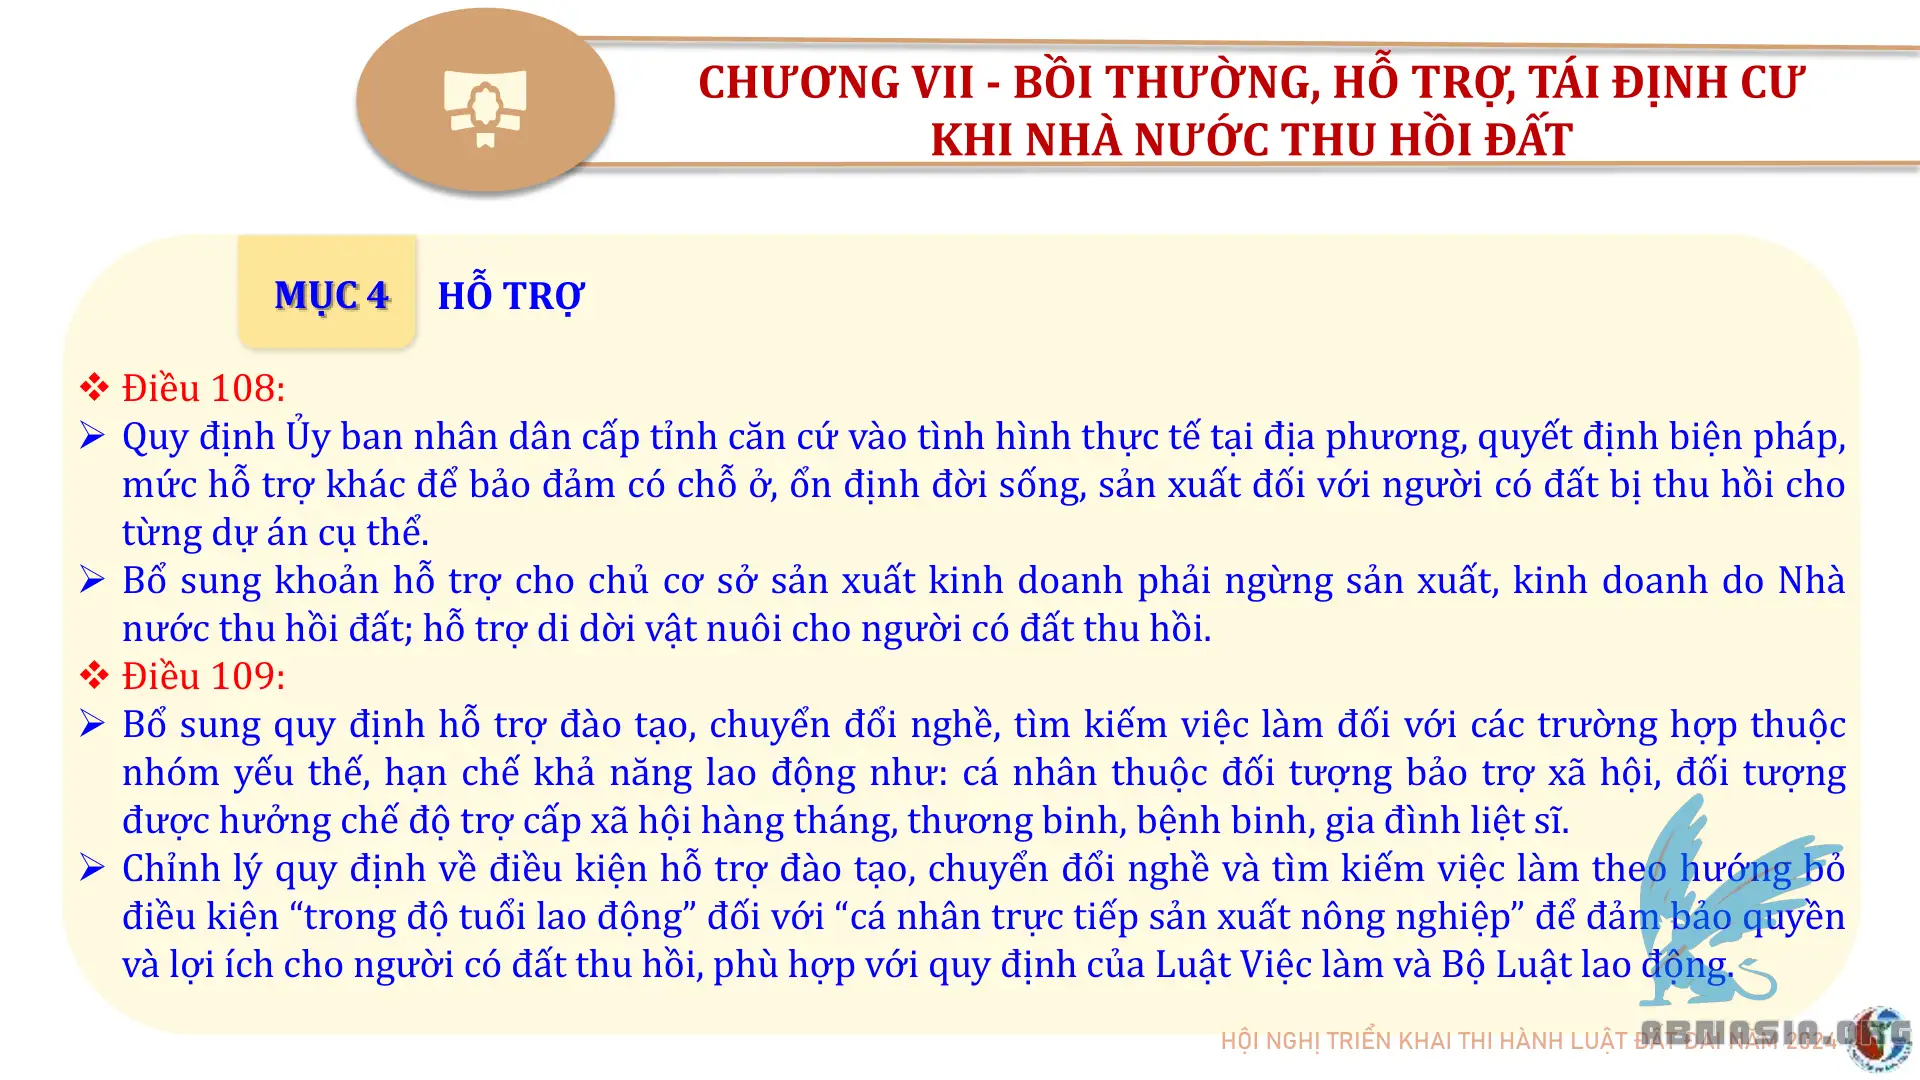 CHƯƠNG VII - BỒI THƯỜNG, HỖ TRỢ, TÁI ĐỊNH CƯ
KHI NHÀ NƯỚC THU HỒI ĐẤT
MỤC 4 HỖ TRỢ
❖ Điều 108:
➢ Quy định Ủy ban nhân dân cấp tỉnh căn cứ vào tình hình thực tế tại địa phương, quyết định biện pháp,
mức hỗ trợ khác để bảo đảm có chỗ ở, ổn định đời sống, sản xuất đối với người có đất bị thu hồi cho
từng dự án cụ thể.
➢ Bổ sung khoản hỗ trợ cho chủ cơ sở sản xuất kinh doanh phải ngừng sản xuất, kinh doanh do Nhà
nước thu hồi đất; hỗ trợ di dời vật nuôi cho người có đất thu hồi.
❖ Điều 109:
➢ Bổ sung quy định hỗ trợ đào tạo, chuyển đổi nghề, tìm kiếm việc làm đối với các trường hợp thuộc
nhóm yếu thế, hạn chế khả năng lao động như: cá nhân thuộc đối tượng bảo trợ xã hội, đối tượng
được hưởng chế độ trợ cấp xã hội hàng tháng, thương binh, bệnh binh, gia đình liệt sĩ.
➢ Chỉnh lý quy định về điều kiện hỗ trợ đào tạo, chuyển đổi nghề và tìm kiếm việc làm theo hướng bỏ
điều kiện “trong độ tuổi lao động” đối với “cá nhân trực tiếp sản xuất nông nghiệp” để đảm bảo quyền
và lợi ích cho người có đất thu hồi, phù hợp với quy định của Luật Việc làm và Bộ Luật lao động.
HỘI NGHỊ TRIỂN KHAI THI HÀNH LUẬT ĐẤT ĐAI NĂM 2024
ABMASIA.ORG